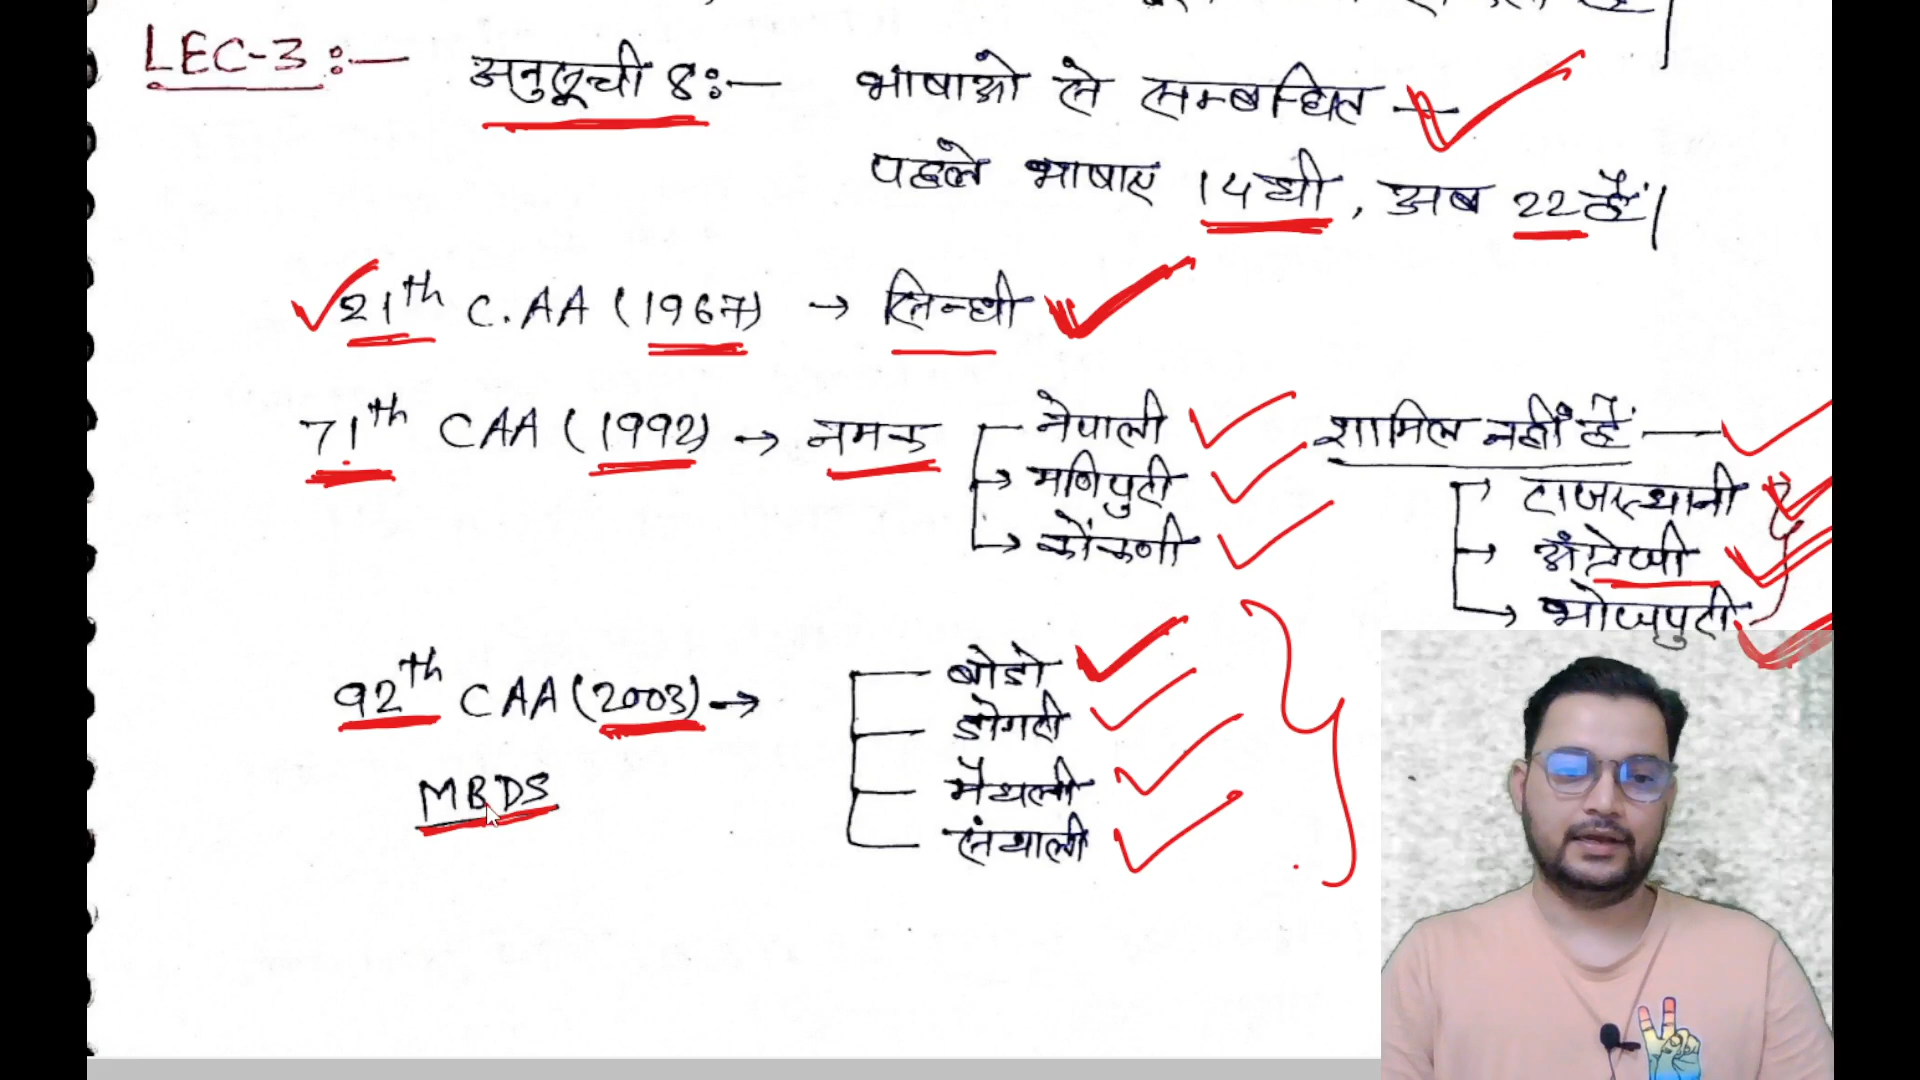 LEC-3 :— अनुसूची 8 :— भाषाओं से सम्बन्धित —
पहले भाषाएं 14 थी, अब 22 हैं।
21th C.AA (1967) → सिन्धी
71th CAA (1992) → नमक
नेपाली
मणिपुरी
कोंकणी
शामिल नहीं हैं —
राजस्थानी
अंग्रेजी
भोजपुरी
92th CAA (2003) →
MBDS
बोडो
डोगरी
मैथली
संथाली